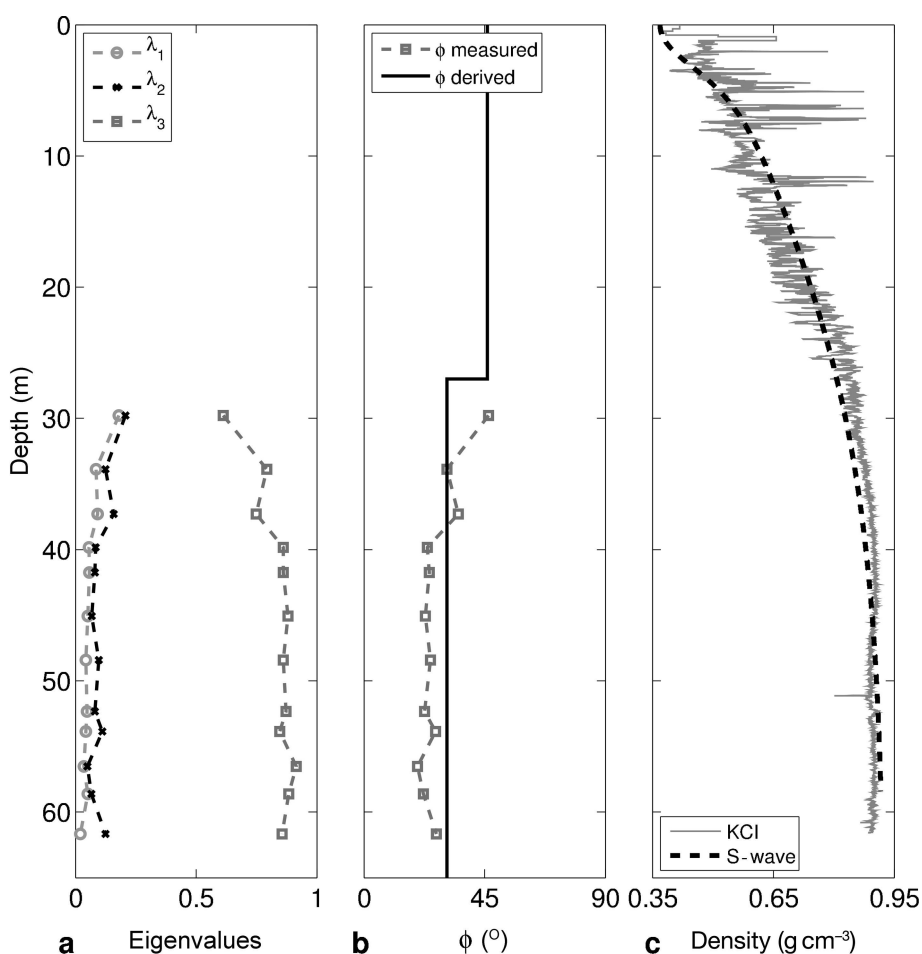 0
10
20
30
40
50
60
Depth (m)
λ1
λ2
λ3
0
0.5
1
a
Eigenvalues
ϕ measured
ϕ derived
0
45
90
b
ϕ (O)
KCI
S-wave
0.35
0.65
0.95
c
Density (g cm–3)